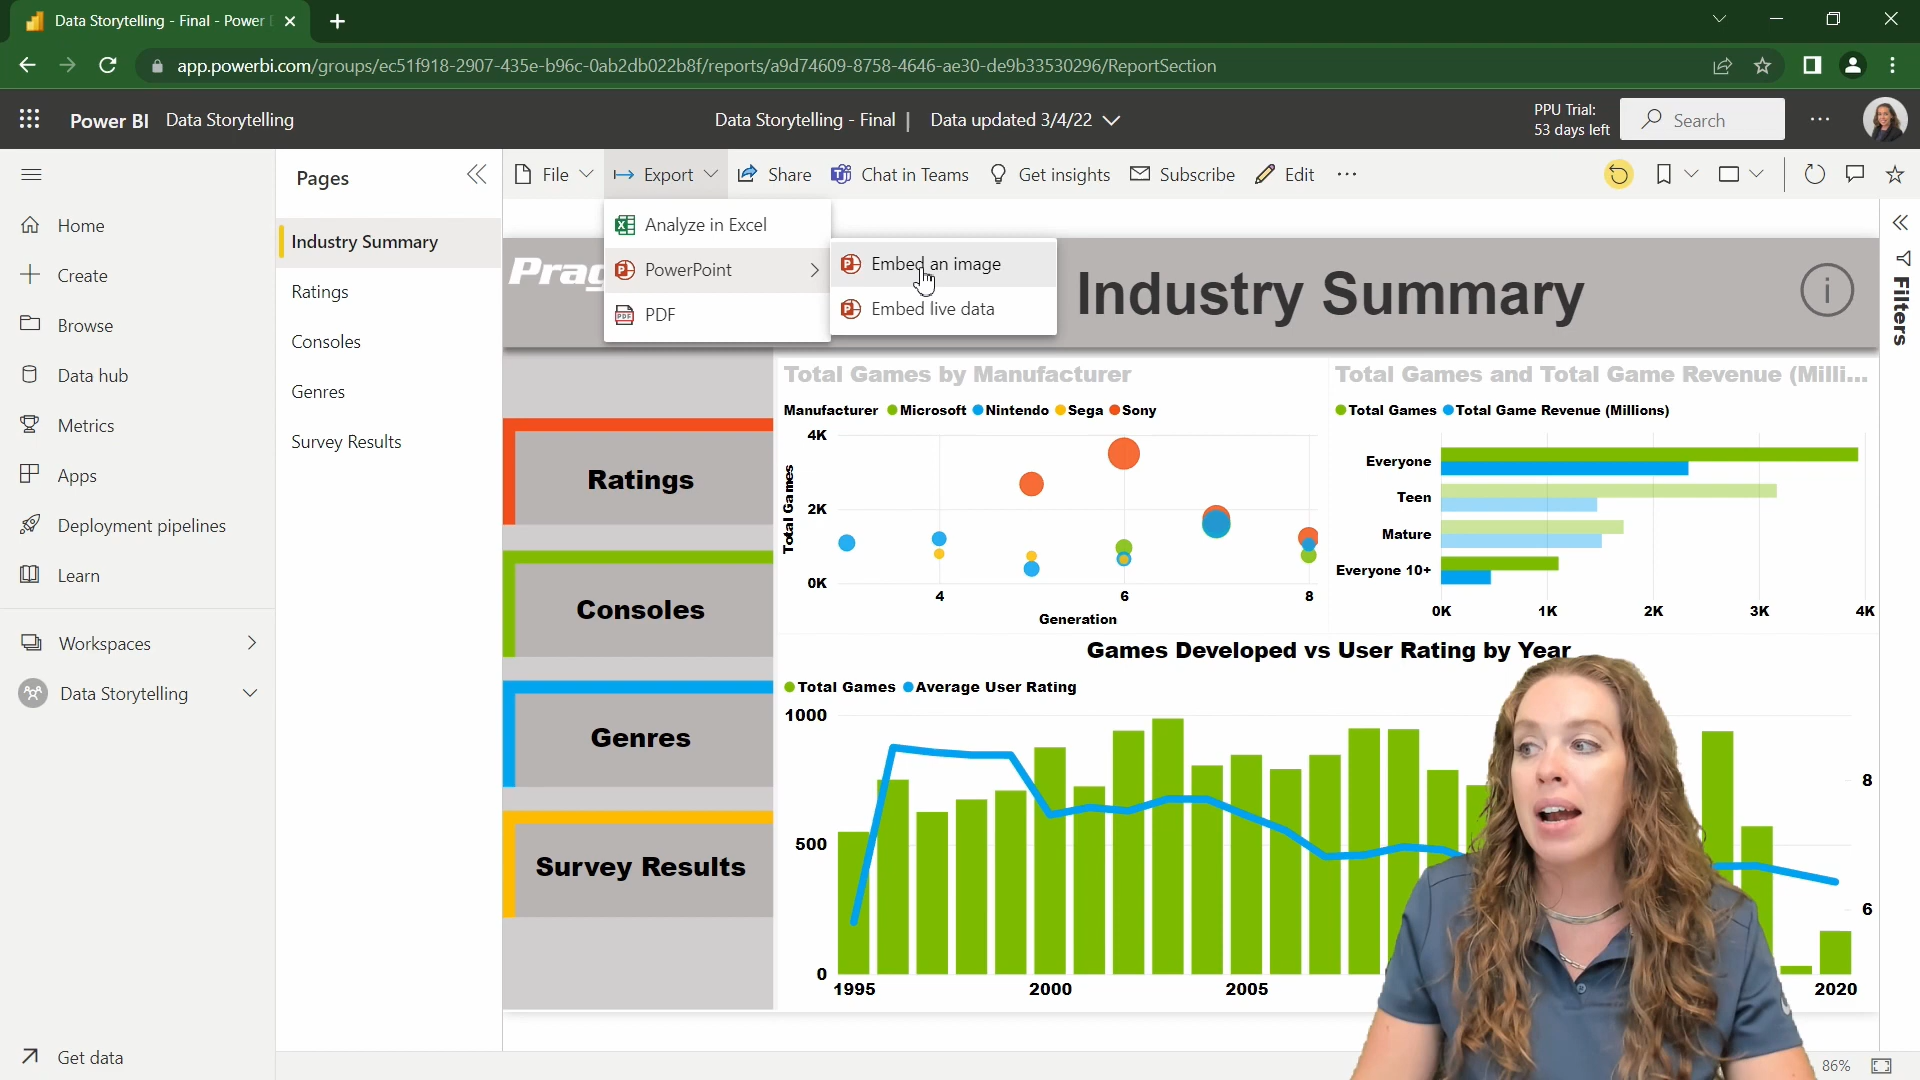 Data Storytelling - Final - Power
app.powerbi.com/groups/ec51f918-2907-435e-b96c-0ab2db022b8f/reports/a9d74609-8758-4646-ae30-de9b33530296/ReportSection
Power BI Data Storytelling
Data Storytelling - Final | Data updated 3/4/22
PPU Trial:
53 days left
Search
Pages
File
Export
Share
Chat in Teams
Get insights
Subscribe
Edit
Home
Create
Browse
Data hub
Metrics
Apps
Deployment pipelines
Learn
Workspaces
Data Storytelling
Get data
Industry Summary
Ratings
Consoles
Genres
Survey Results
Analyze in Excel
PowerPoint
PDF
PDF
Embed an image
Embed live data
Prag
Industry Summary
i
Filters
Ratings
Consoles
Genres
Survey Results
Total Games by Manufacturer
Manufacturer Microsoft Nintendo Sega Sony
Total Games
4K
2K
0K
4 6 8
Generation
Total Games and Total Game Revenue (Milli...
Total Games Total Game Revenue (Millions)
Everyone
Teen
Mature
Everyone 10+
0K 1K 2K 3K 4K
Games Developed vs User Rating by Year
Total Games Average User Rating
1000
500
0
8
6
1995 2000 2005 2020
86%